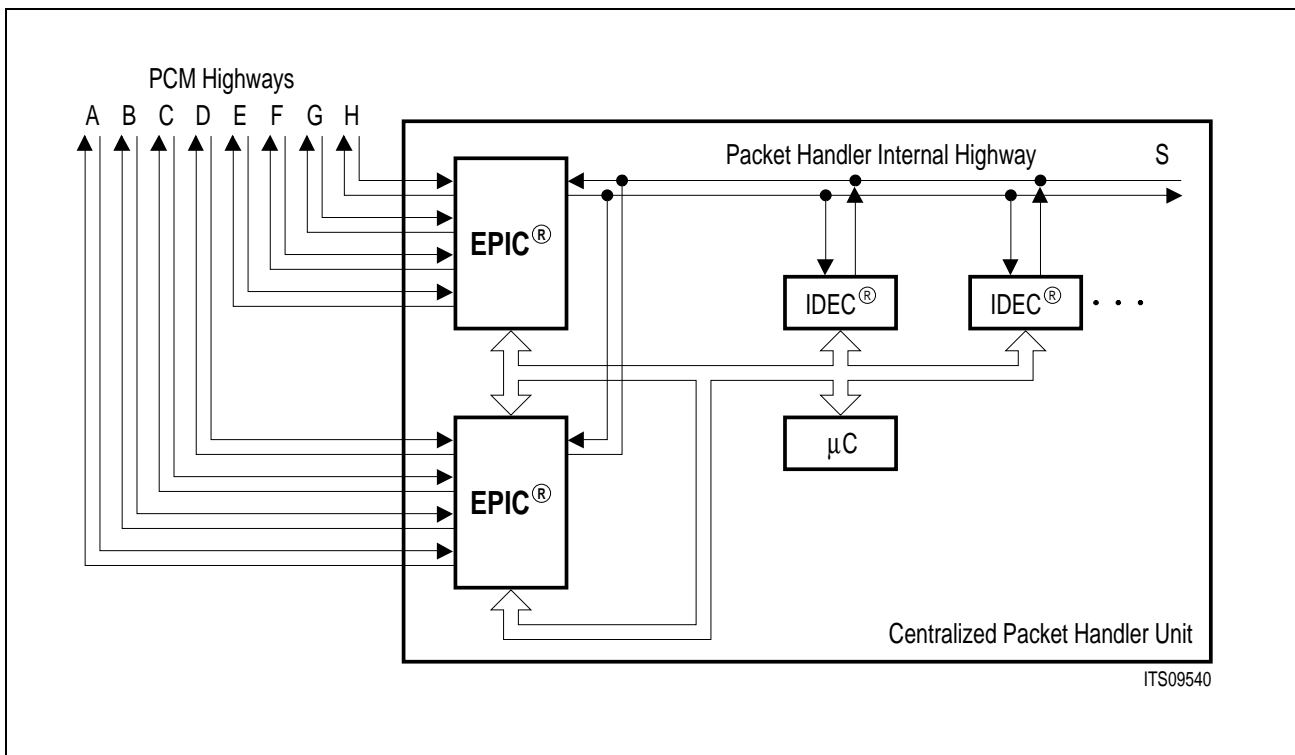 PCM Highways
A B C D E F G H
Packet Handler Internal Highway S
EPIC®
IDEC® IDEC® . . .
EPIC®
μC
Centralized Packet Handler Unit
ITS09540